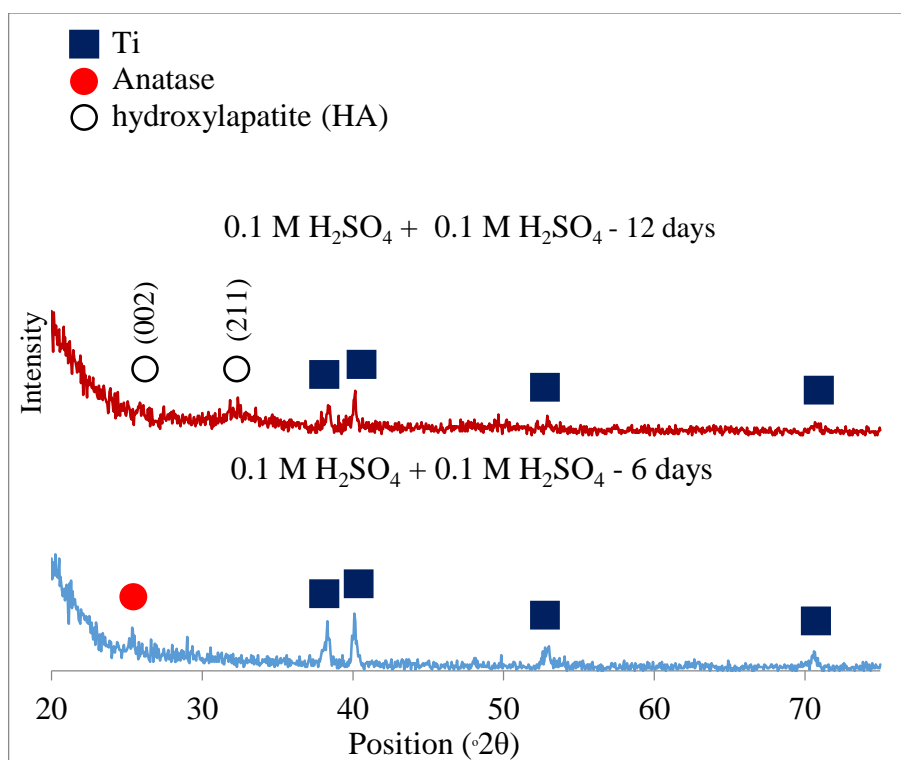 Ti
Anatase
hydroxylapatite (HA)
0.1 M H₂SO₄ + 0.1 M H₂SO₄ - 12 days
(002)
(211)
Intensity
0.1 M H₂SO₄ + 0.1 M H₂SO₄ - 6 days
20 30 40 50 60 70
Position (◦2θ)